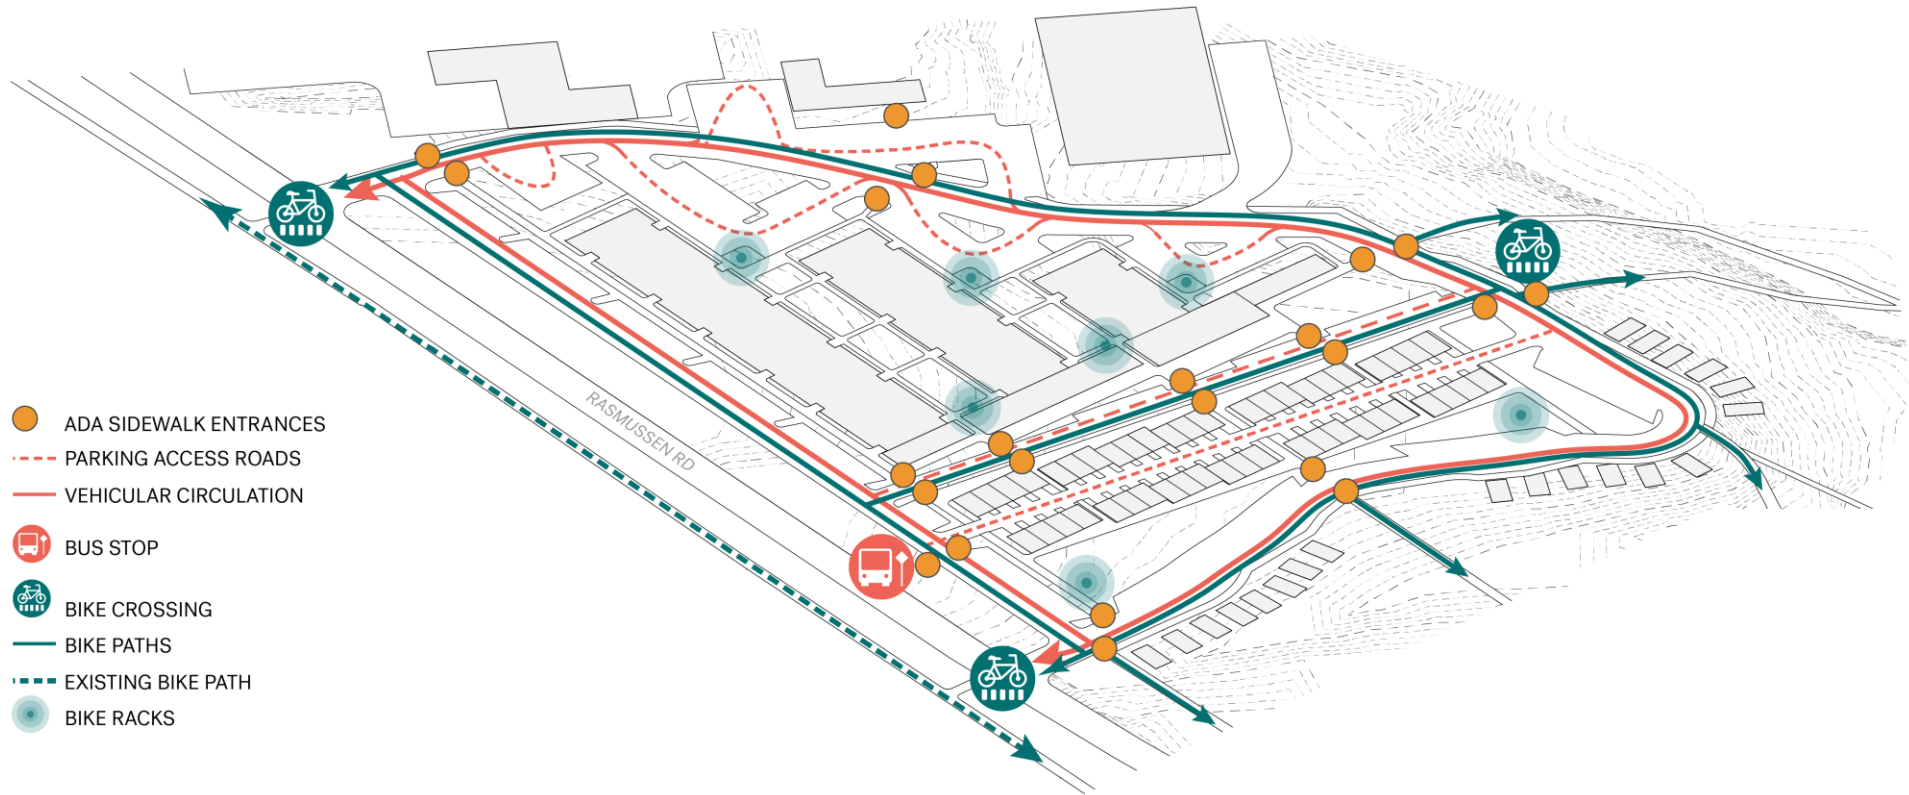 RASMUSSEN RD
ADA SIDEWALK ENTRANCES
PARKING ACCESS ROADS
VEHICULAR CIRCULATION
BUS STOP
BIKE CROSSING
BIKE PATHS
EXISTING BIKE PATH
BIKE RACKS